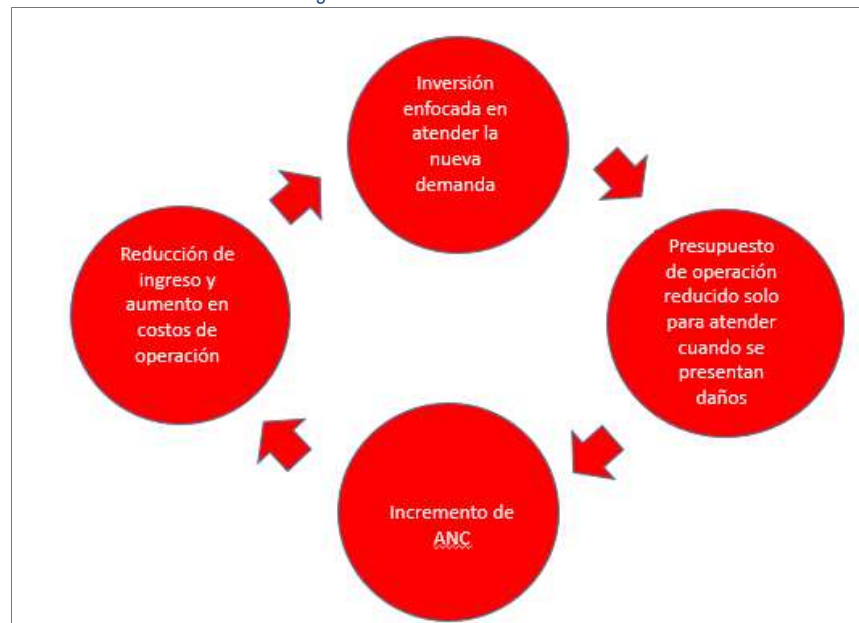 Inversión
enfocada en
atender la
nueva
demanda
Presupuesto
de operación
reducido solo
para atender
cuando se
presentan
daños
Incremento de
ANC
Reducción de
ingreso y
aumento en
costos de
operación